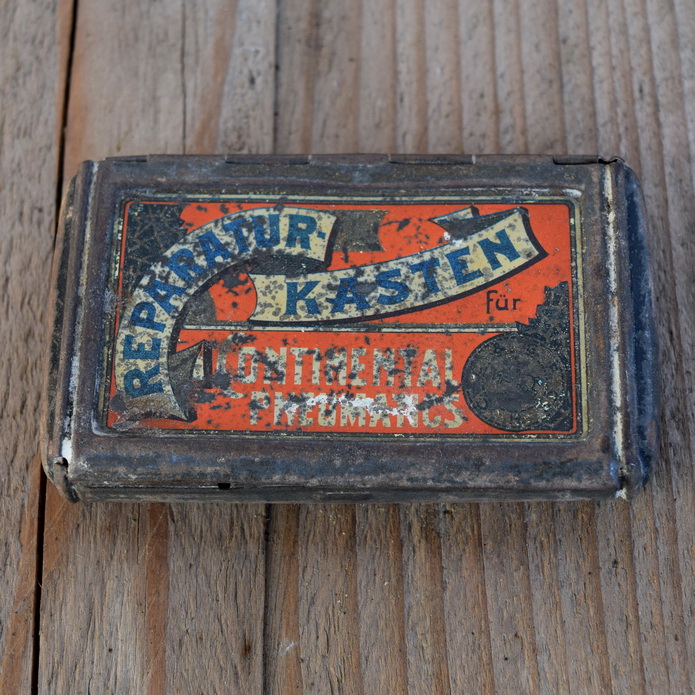 REPARATUR
KASTEN
für
CONTINENTAL
PNEUMATICS